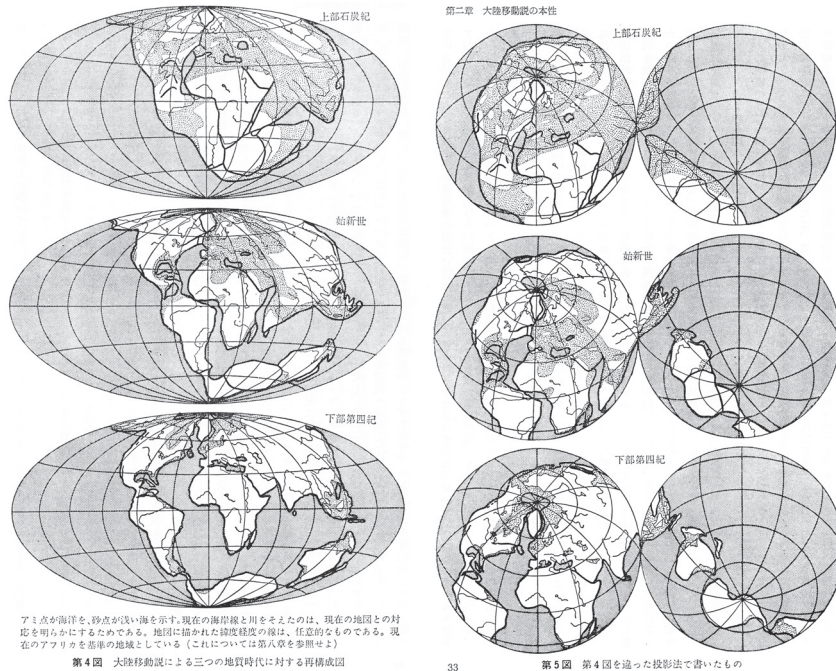 上部石炭紀
始新世
下部第四紀
アミ点が海洋を、砂点が浅い海を示す。現在の海岸線と川をそえたのは、現在の地図との対
応を明らかにするためである。地図に描かれた緯度経度の線は、任意的なものである。現
在のアフリカを基準の地域としている(これについては第八章を参照せよ)
第4図 大陸移動説による三つの地質時代に対する再構成図
第二章 大陸移動説の本性
上部石炭紀
始新世
下部第四紀
33
第5図 第4図を違った投影法で書いたもの